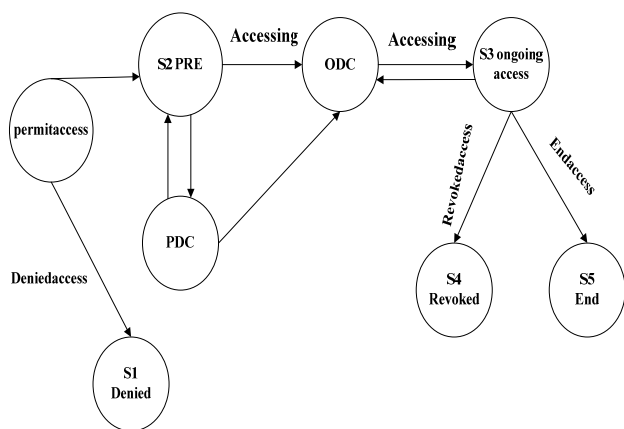 Accessing
Accessing
S2 PRE
ODC
S3 ongoing
access
permitaccess
Revokedaccess
Endaccess
PDC
Deniedaccess
S4
Revoked
S5
End
S1
Denied